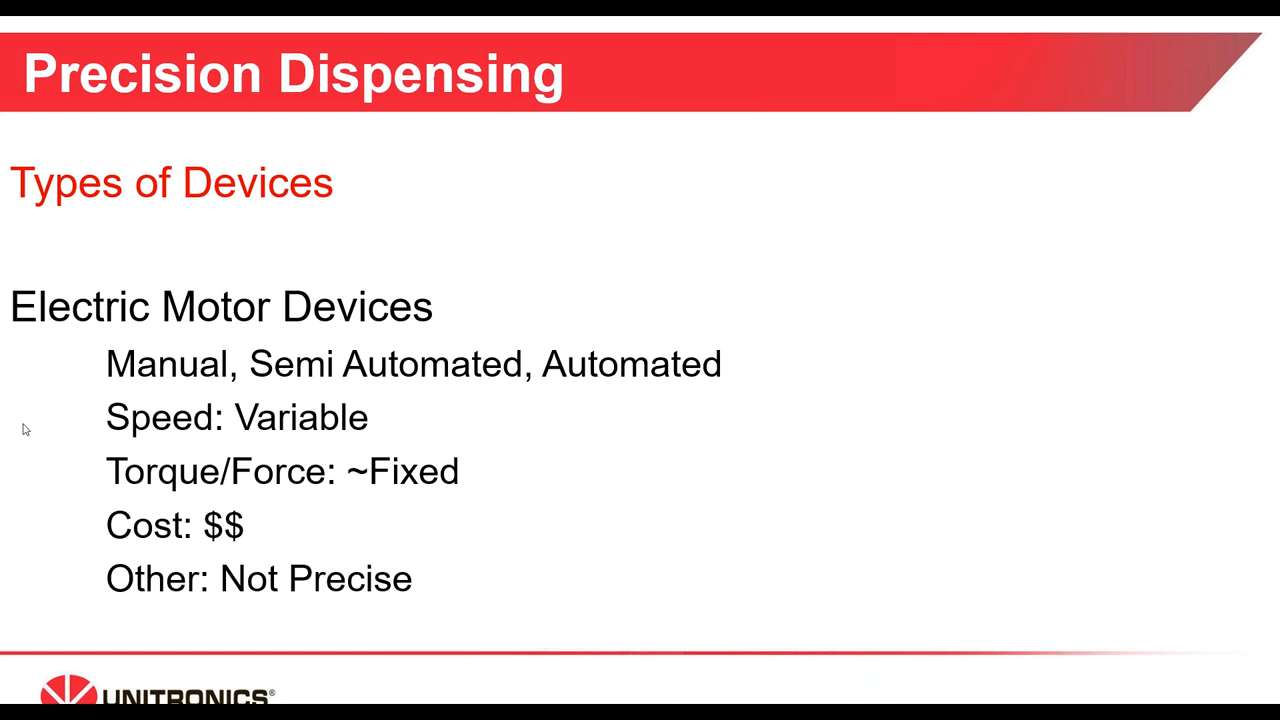 Precision Dispensing
Types of Devices
Electric Motor Devices
Manual, Semi Automated, Automated
Speed: Variable
Torque/Force: ~Fixed
Cost: $$
Other: Not Precise
UNITRONICS®